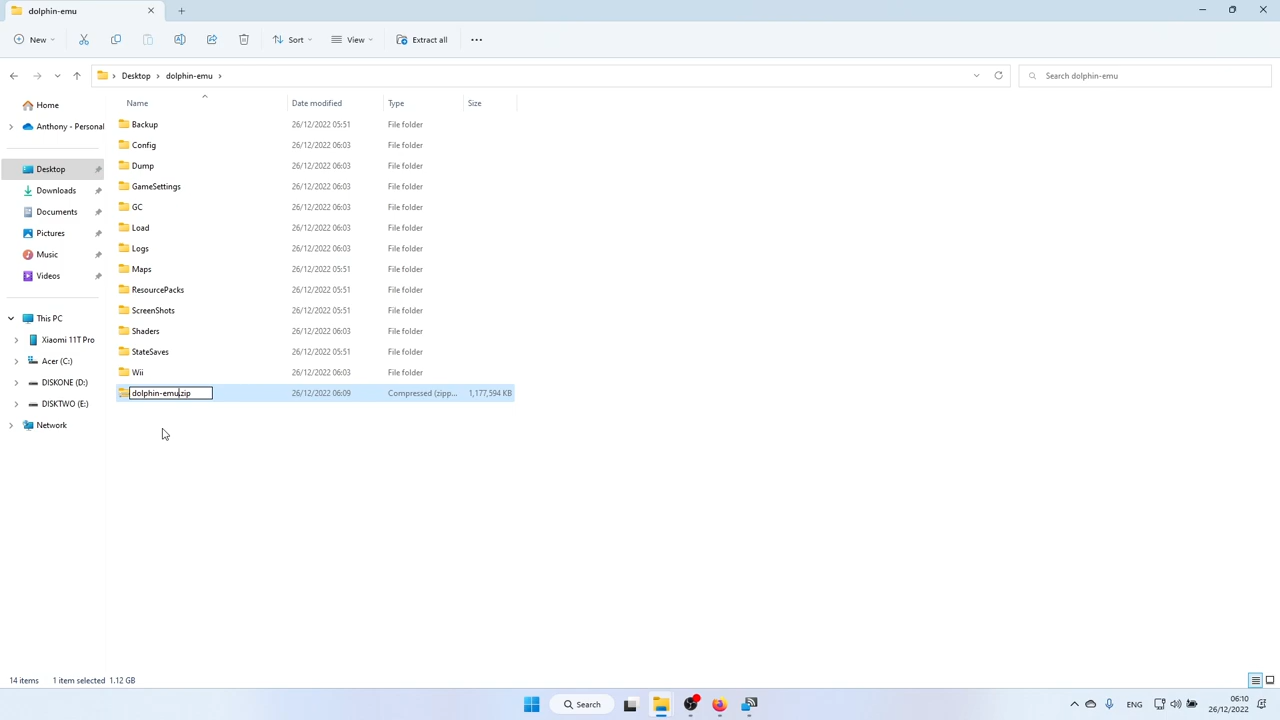 dolphin-emu
New
Sort
View
Extract all
Desktop > dolphin-emu >
Search dolphin-emu
Home
Anthony - Personal
Desktop
Downloads
Documents
Pictures
Music
Videos
This PC
Xiaomi 11T Pro
Acer (C:)
DISKONE (D:)
DISKTWO (E:)
Network
Name Date modified Type Size
Backup 26/12/2022 05:51 File folder
Config 26/12/2022 06:03 File folder
Dump 26/12/2022 06:03 File folder
GameSettings 26/12/2022 06:03 File folder
GC 26/12/2022 06:03 File folder
Load 26/12/2022 06:03 File folder
Logs 26/12/2022 06:03 File folder
Maps 26/12/2022 05:51 File folder
ResourcePacks 26/12/2022 05:51 File folder
ScreenShots 26/12/2022 05:51 File folder
Shaders 26/12/2022 06:03 File folder
StateSaves 26/12/2022 05:51 File folder
Wii 26/12/2022 06:03 File folder
dolphin-emu.zip 26/12/2022 06:09 Compressed (zipp... 1,177,594 KB
14 items 1 item selected 1.12 GB
Search
ENG
06:10
26/12/2022